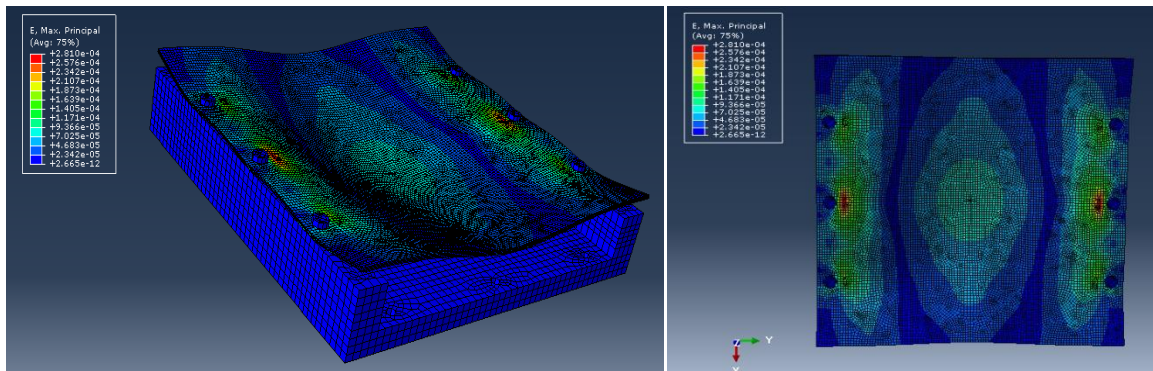 E, Max. Principal
(Avg: 75%)
+2.810e-04
+2.576e-04
+2.342e-04
+2.107e-04
+1.873e-04
+1.639e-04
+1.405e-04
+1.171e-04
+9.366e-05
+7.025e-05
+4.683e-05
+2.342e-05
+2.665e-12
E, Max. Principal
(Avg: 75%)
+2.810e-04
+2.576e-04
+2.342e-04
+2.107e-04
+1.873e-04
+1.639e-04
+1.405e-04
+1.171e-04
+9.366e-05
+7.025e-05
+4.683e-05
+2.342e-05
+2.665e-12
Z Y